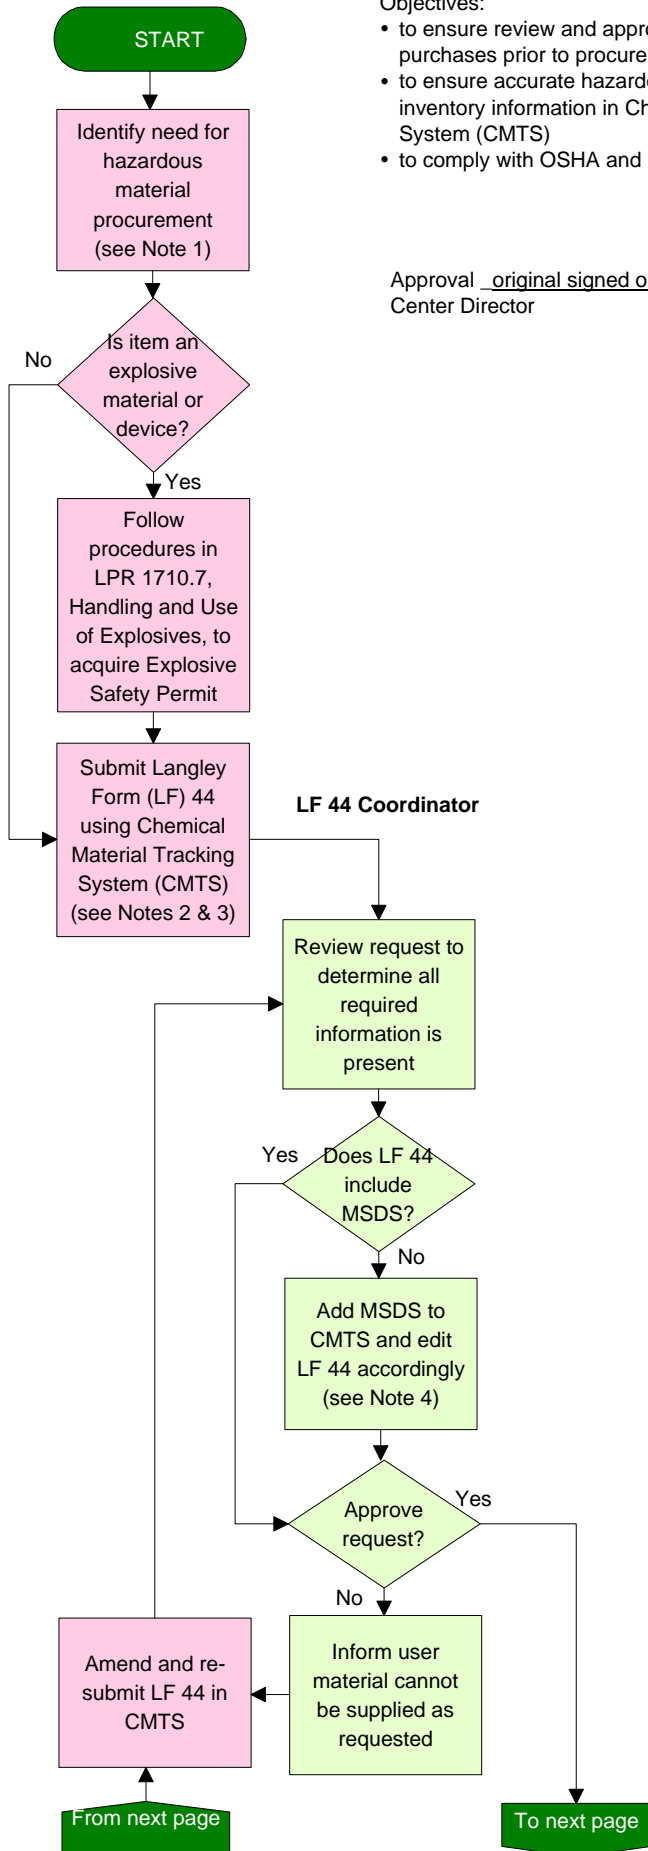 START
Objectives:
• to ensure review and appro
purchases prior to procure
• to ensure accurate hazard
inventory information in Ch
System (CMTS)
• to comply with OSHA and
Identify need for
hazardous
material
procurement
(see Note 1)
Approval _original signed o
Center Director
Is item an
explosive
material or
device?
No
Yes
Follow
procedures in
LPR 1710.7,
Handling and Use
of Explosives, to
acquire Explosive
Safety Permit
Submit Langley
Form (LF) 44
using Chemical
Material Tracking
System (CMTS)
(see Notes 2 & 3)
LF 44 Coordinator
Review request to
determine all
required
information is
present
Yes
Does LF 44
include
MSDS?
No
Add MSDS to
CMTS and edit
LF 44 accordingly
(see Note 4)
Approve
request?
Yes
No
Inform user
material cannot
be supplied as
requested
Amend and re-
submit LF 44 in
CMTS
From next page
To next page